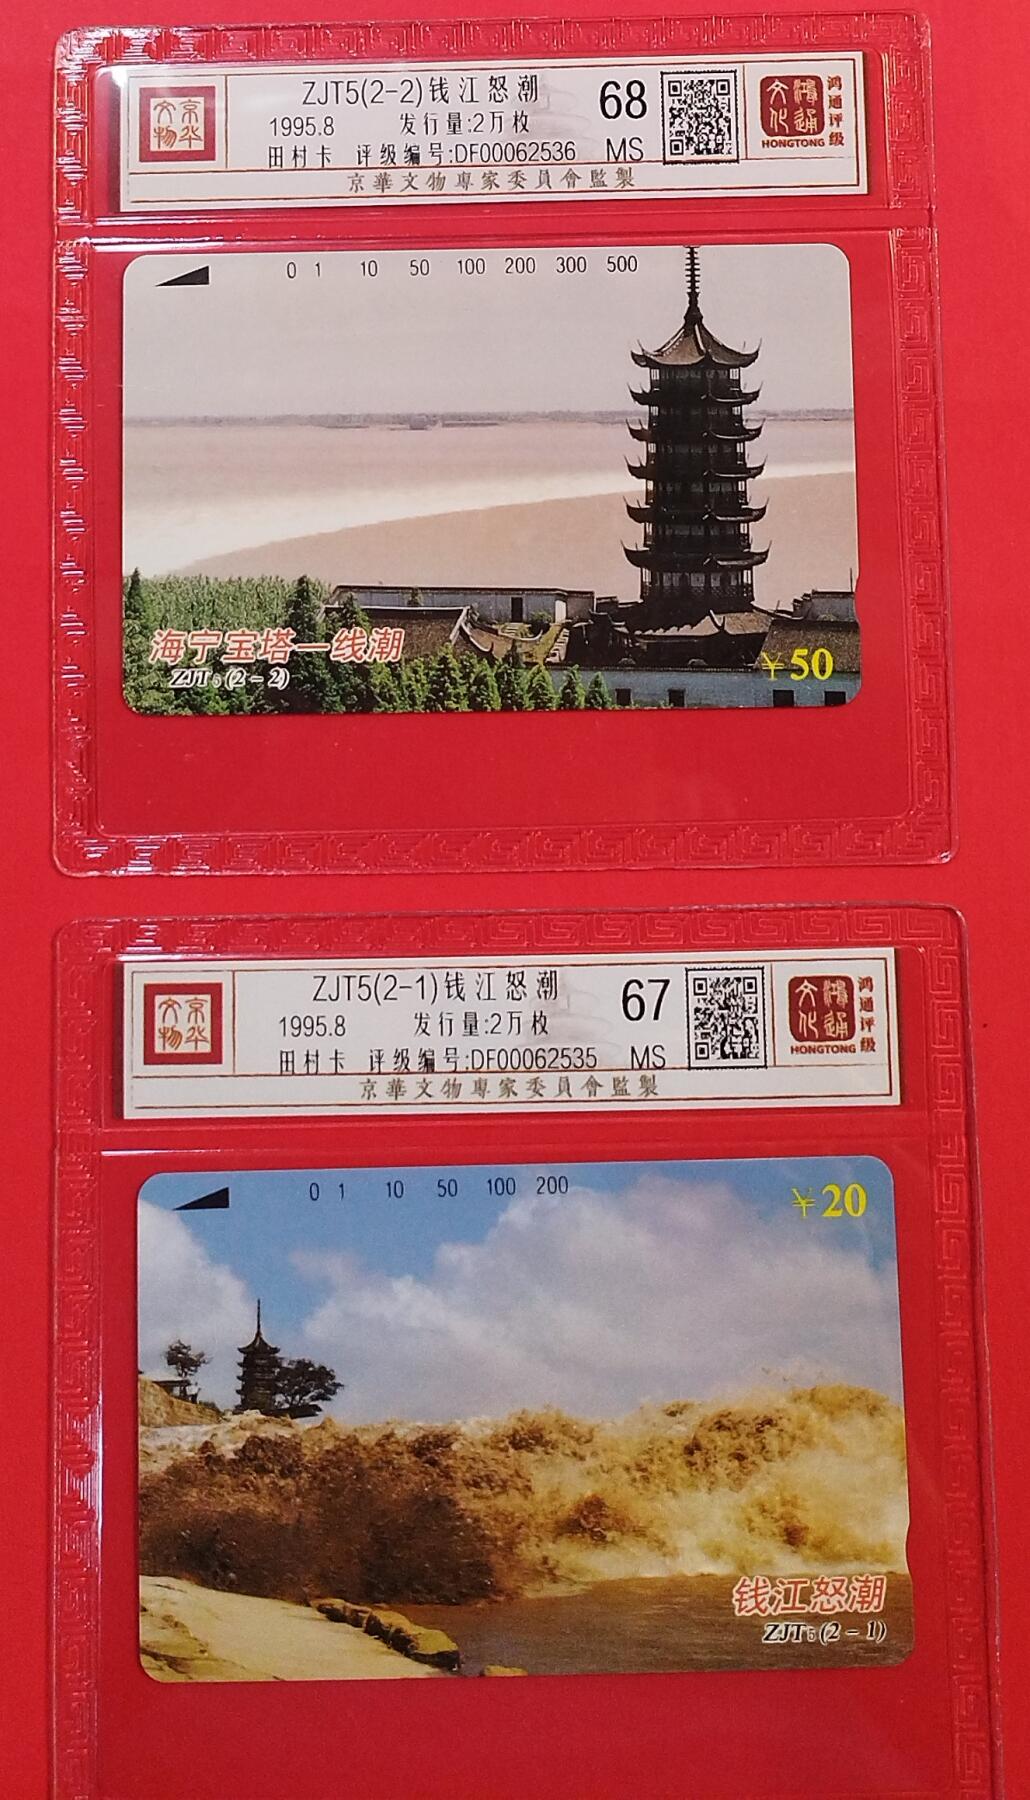 京华
文物
ZJT5(2-2)钱江怒潮
1995.8 发行量:2万枚
田村卡 评级编号:DF00062536
68
MS
鸿通
文化
HONGTONG
鸿通评级
京華文物專家委員會監製
0 1 10 50 100 200 300 500
海宁宝塔一线潮
ZJT5(2-2)
¥50
京华
文物
ZJT5(2-1)钱江怒潮
1995.8 发行量:2万枚
田村卡 评级编号:DF00062535
67
MS
鸿通
文化
HONGTONG
鸿通评级
京華文物專家委員會監製
0 1 10 50 100 200
¥20
钱江怒潮
ZJT5(2-1)